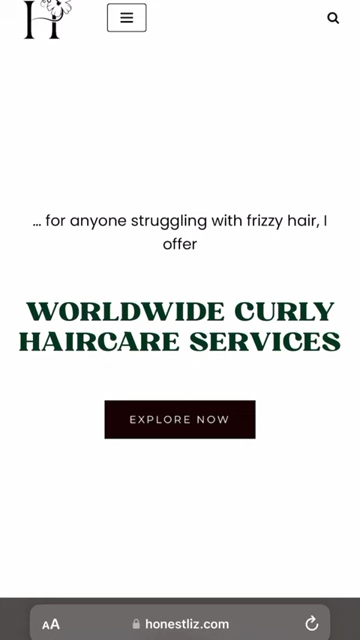 H
... for anyone struggling with frizzy hair, I
offer
WORLDWIDE CURLY
HAIRCARE SERVICES
EXPLORE NOW
AA
honestliz.com